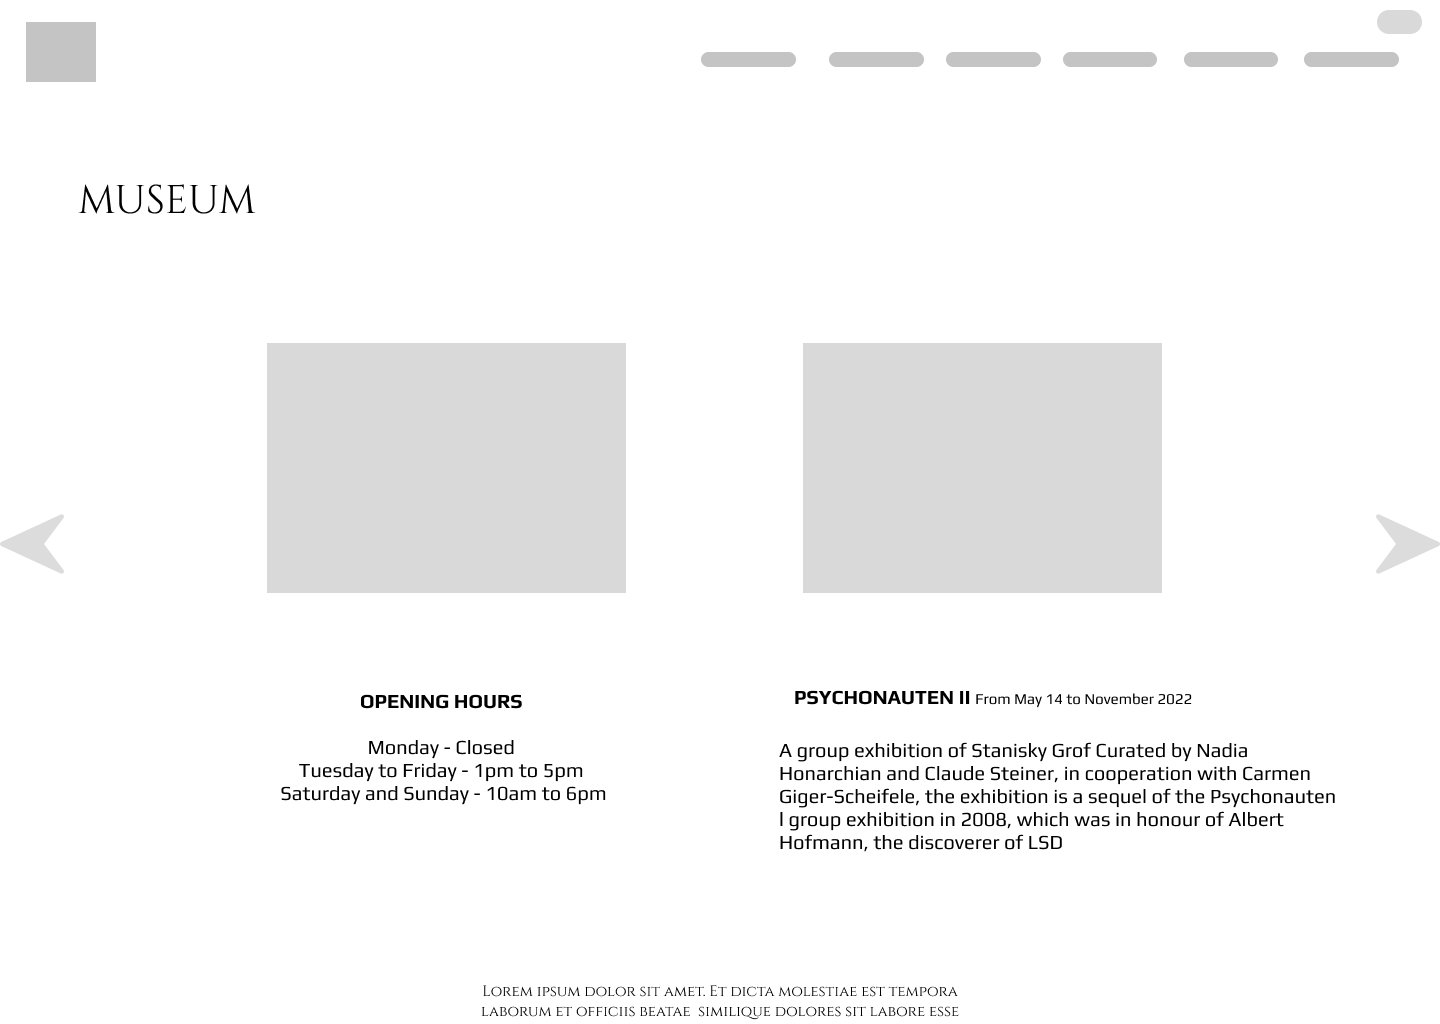 MUSEUM
OPENING HOURS
Monday - Closed
Tuesday to Friday - 1pm to 5pm
Saturday and Sunday - 10am to 6pm
PSYCHONAUTEN II From May 14 to November 2022
A group exhibition of Stanisky Grof Curated by Nadia
Honarchian and Claude Steiner, in cooperation with Carmen
Giger-Scheifele, the exhibition is a sequel of the Psychonauten
l group exhibition in 2008, which was in honour of Albert
Hofmann, the discoverer of LSD
Lorem ipsum dolor sit amet. Et dicta molestiae est tempora
laborum et officiis beatae  similique dolores sit labore esse